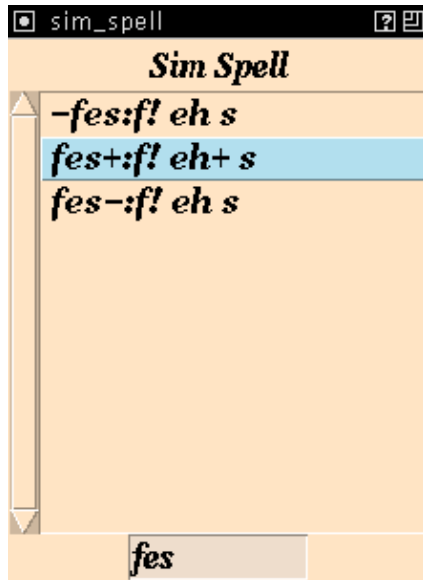 sim_spell
Sim Spell
-fes:f! eh s
fes+:f! eh+ s
fes-:f! eh s
fes